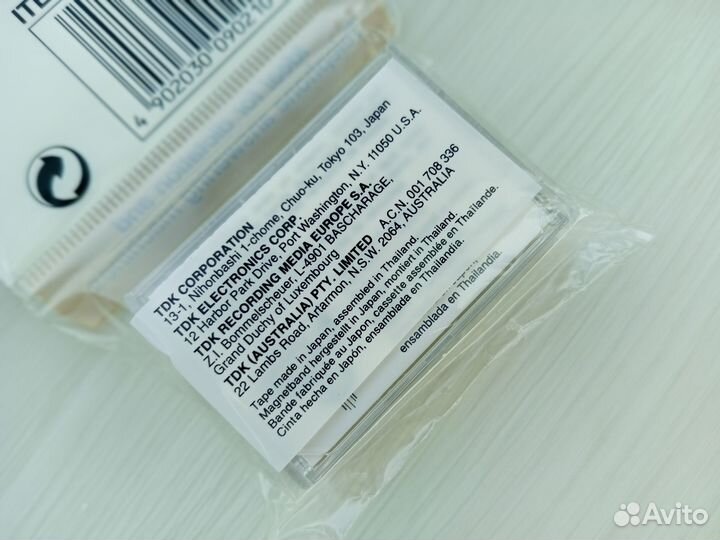 ITE
4 902030 090210
TDK CORPORATION
13-1, Nihonbashi 1-chome, Chuo-ku, Tokyo 103, Japan
TDK ELECTRONICS CORP.
12 Harbor Park Drive, Port Washington, N.Y. 11050 U.S.A.
TDK RECORDING MEDIA EUROPE S.A.
Z.I. Bommelscheuer L-4901 BASCHARAGE,
Grand Duchy of Luxembourg
TDK (AUSTRALIA) PTY. LIMITED A.C.N. 001 708 336
22 Lambs Road, Artarmon, N.S.W. 2064, AUSTRALIA
Tape made in Japan, assembled in Thailand.
Magnetband hergestellt in Japan, montiert in Thailand.
Bande fabriquée au Japon, cassette assemblée en Thaïlande.
Cinta hecha en Japón, ensamblada en Thailandia.
ensamblada en Thailandia.
Avito